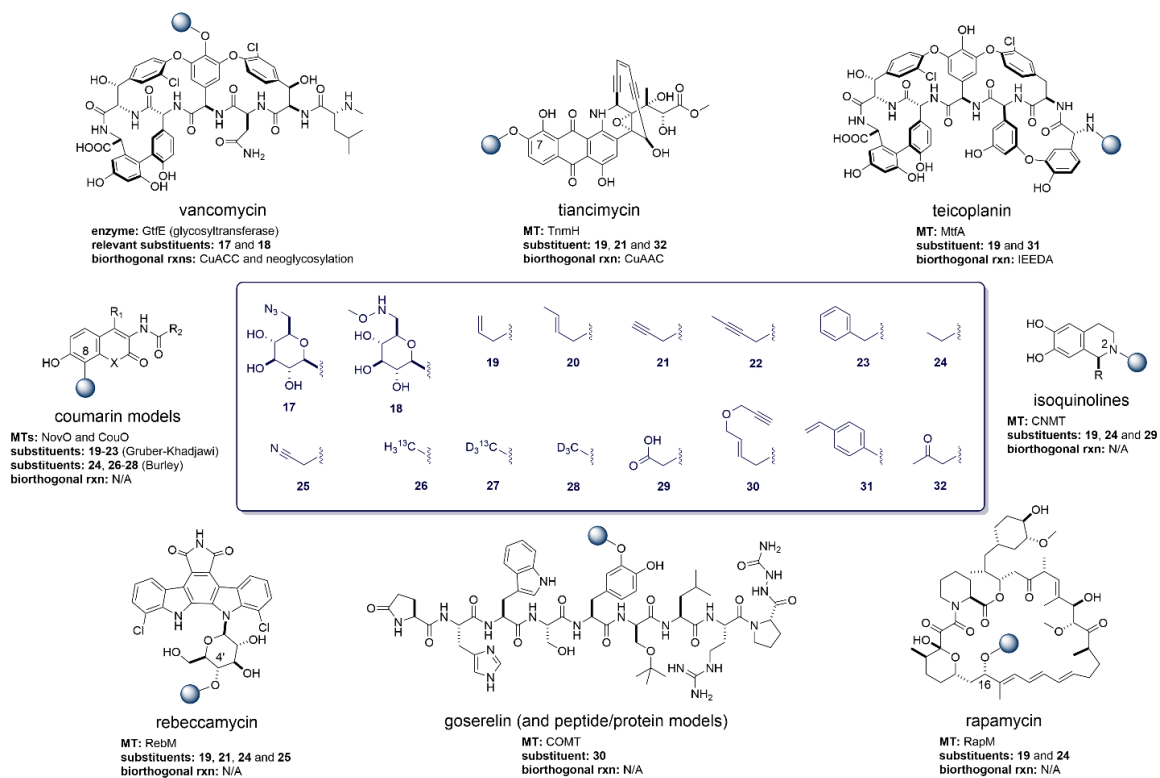 vancomycin
enzyme: GtfE (glycosyltransferase)
relevant substituents: 17 and 18
biorthogonal rxns: CuACC and neoglycosylation
tiancimycin
MT: TnmH
substituent: 19, 21 and 32
biorthogonal rxn: CuAAC
teicoplanin
MT: MtfA
substituent: 19 and 31
biorthogonal rxn: IEEDA
coumarin models
MTs: NovO and CouO
substituents: 19-23 (Gruber-Khadjawi)
substituents: 24, 26-28 (Burley)
biorthogonal rxn: N/A
17
18
19
20
21
22
23
24
25
H₃¹³C
26
D₃¹³C
27
D₃C
28
29
30
31
32
isoquinolines
MT: CNMT
substituents: 19, 24 and 29
biorthogonal rxn: N/A
rebeccamycin
MT: RebM
substituents: 19, 21, 24 and 25
biorthogonal rxn: N/A
goserelin (and peptide/protein models)
MT: COMT
substituent: 30
biorthogonal rxn: N/A
rapamycin
MT: RapM
substituents: 19 and 24
biorthogonal rxn: N/A